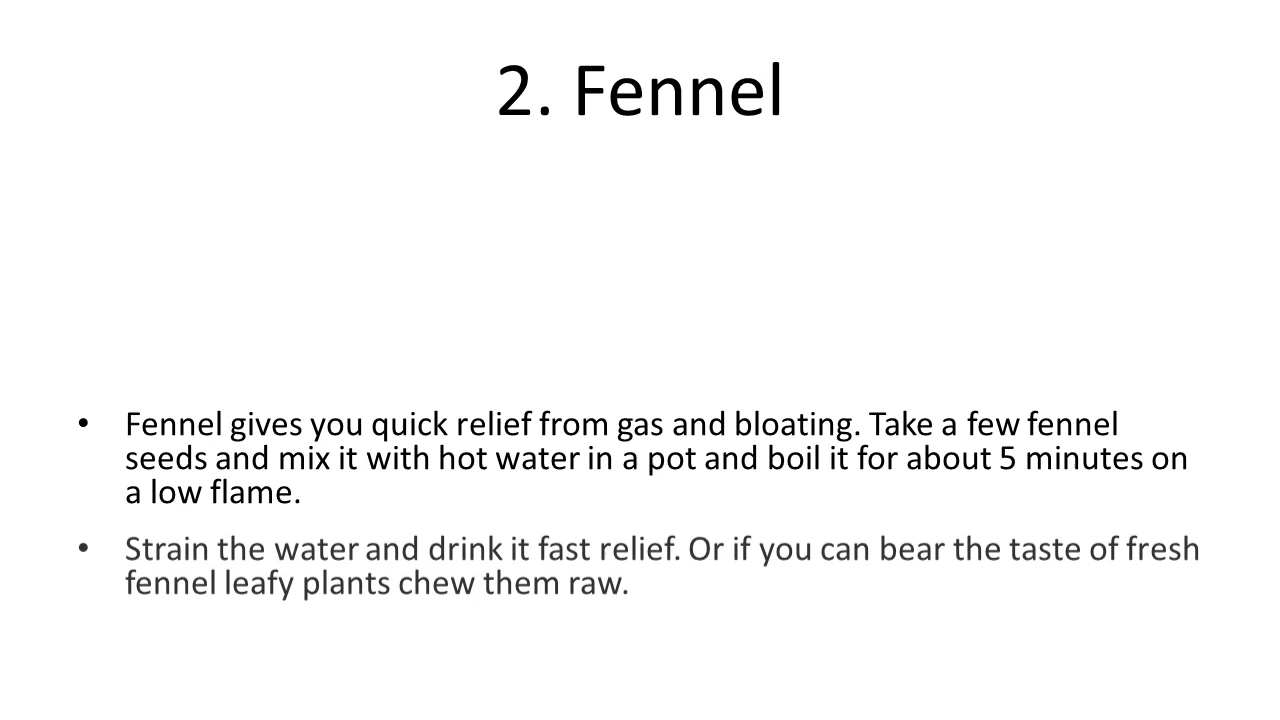 2. Fennel
• Fennel gives you quick relief from gas and bloating. Take a few fennel
seeds and mix it with hot water in a pot and boil it for about 5 minutes on
a low flame.
• Strain the water and drink it fast relief. Or if you can bear the taste of fresh
fennel leafy plants chew them raw.